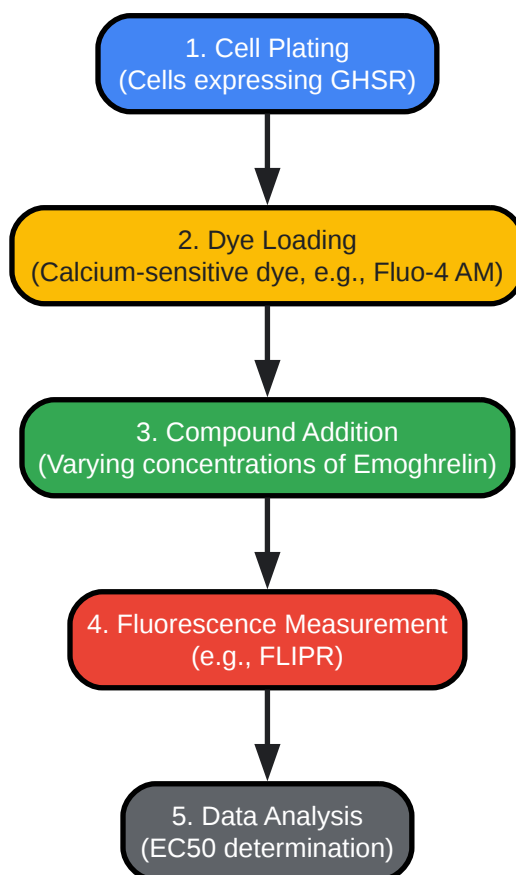 1. Cell Plating
(Cells expressing GHSR)
2. Dye Loading
(Calcium-sensitive dye, e.g., Fluo-4 AM)
3. Compound Addition
(Varying concentrations of Emoghrelin)
4. Fluorescence Measurement
(e.g., FLIPR)
5. Data Analysis
(EC50 determination)